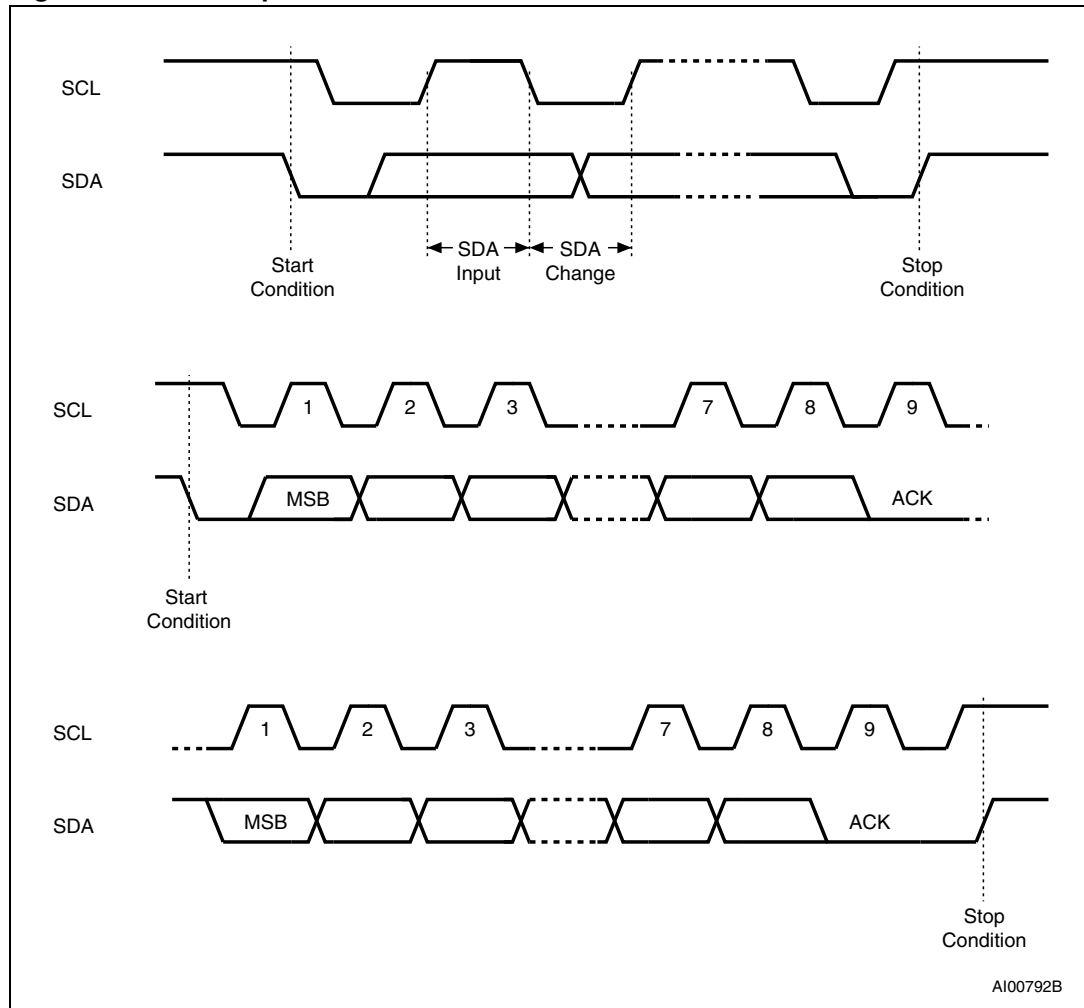 SCL
SDA
SDA
Input
SDA
Change
Start
Condition
Stop
Condition
SCL
1 2 3 7 8 9
SDA
MSB
ACK
Start
Condition
SCL
1 2 3 7 8 9
SDA
MSB
ACK
Stop
Condition
AI00792B